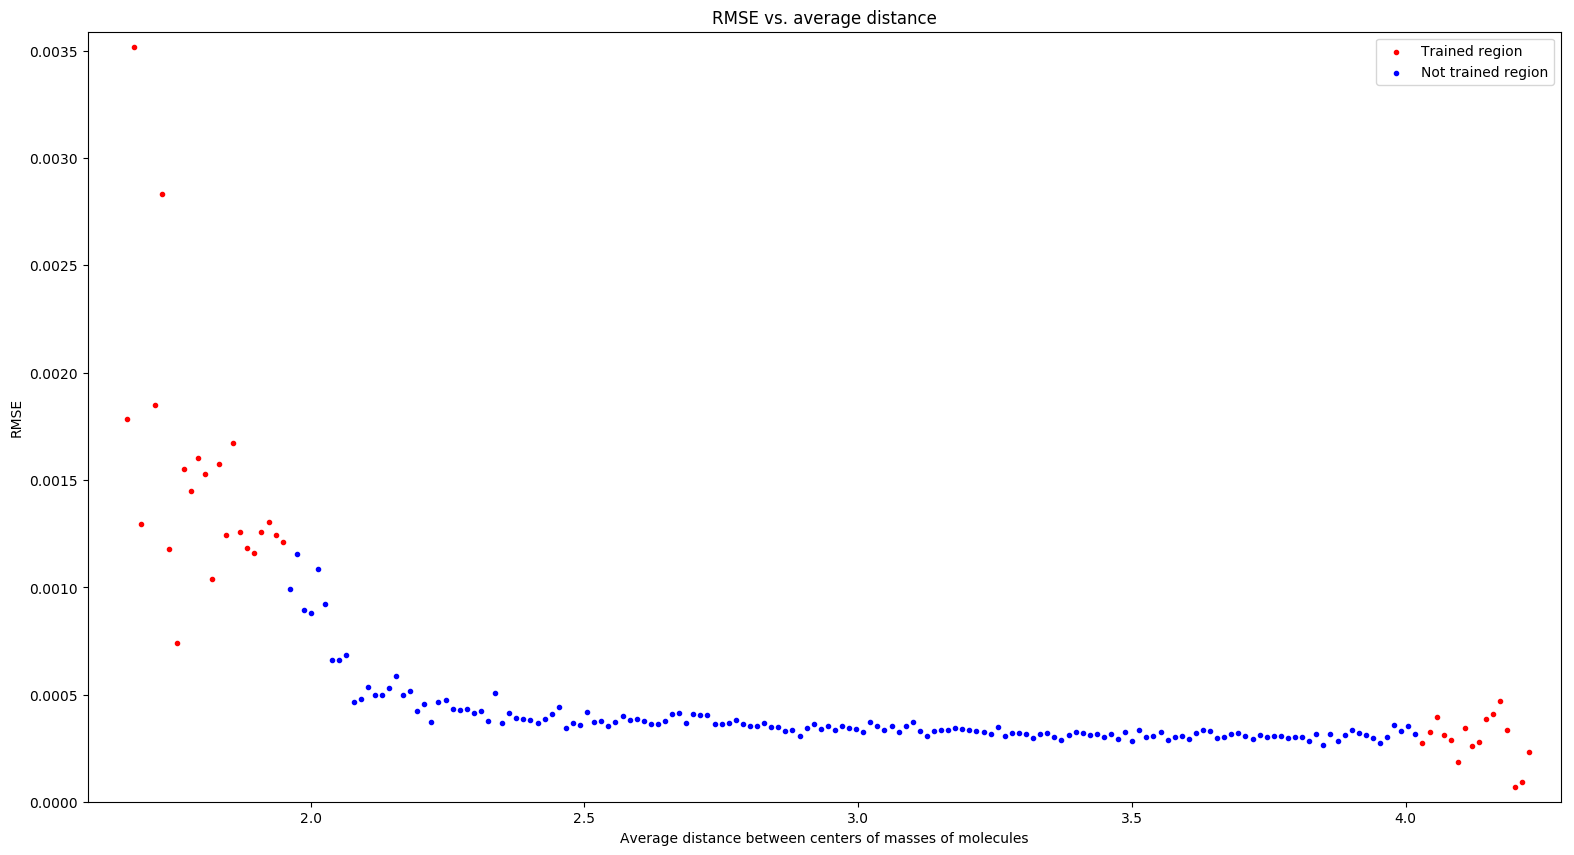 RMSE vs. average distance
Trained region
Not trained region
0.0035
0.0030
0.0025
0.0020
0.0015
0.0010
0.0005
0.0000
RMSE
2.0
2.5
3.0
3.5
4.0
Average distance between centers of masses of molecules